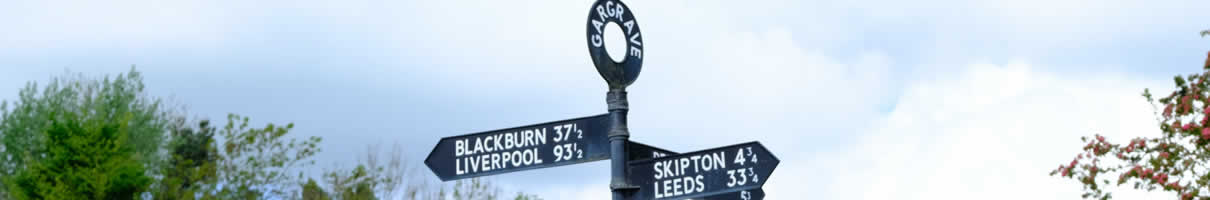 GARGRAVE
BLACKBURN 37½
LIVERPOOL 93½
SKIPTON 4¾
LEEDS 33¾